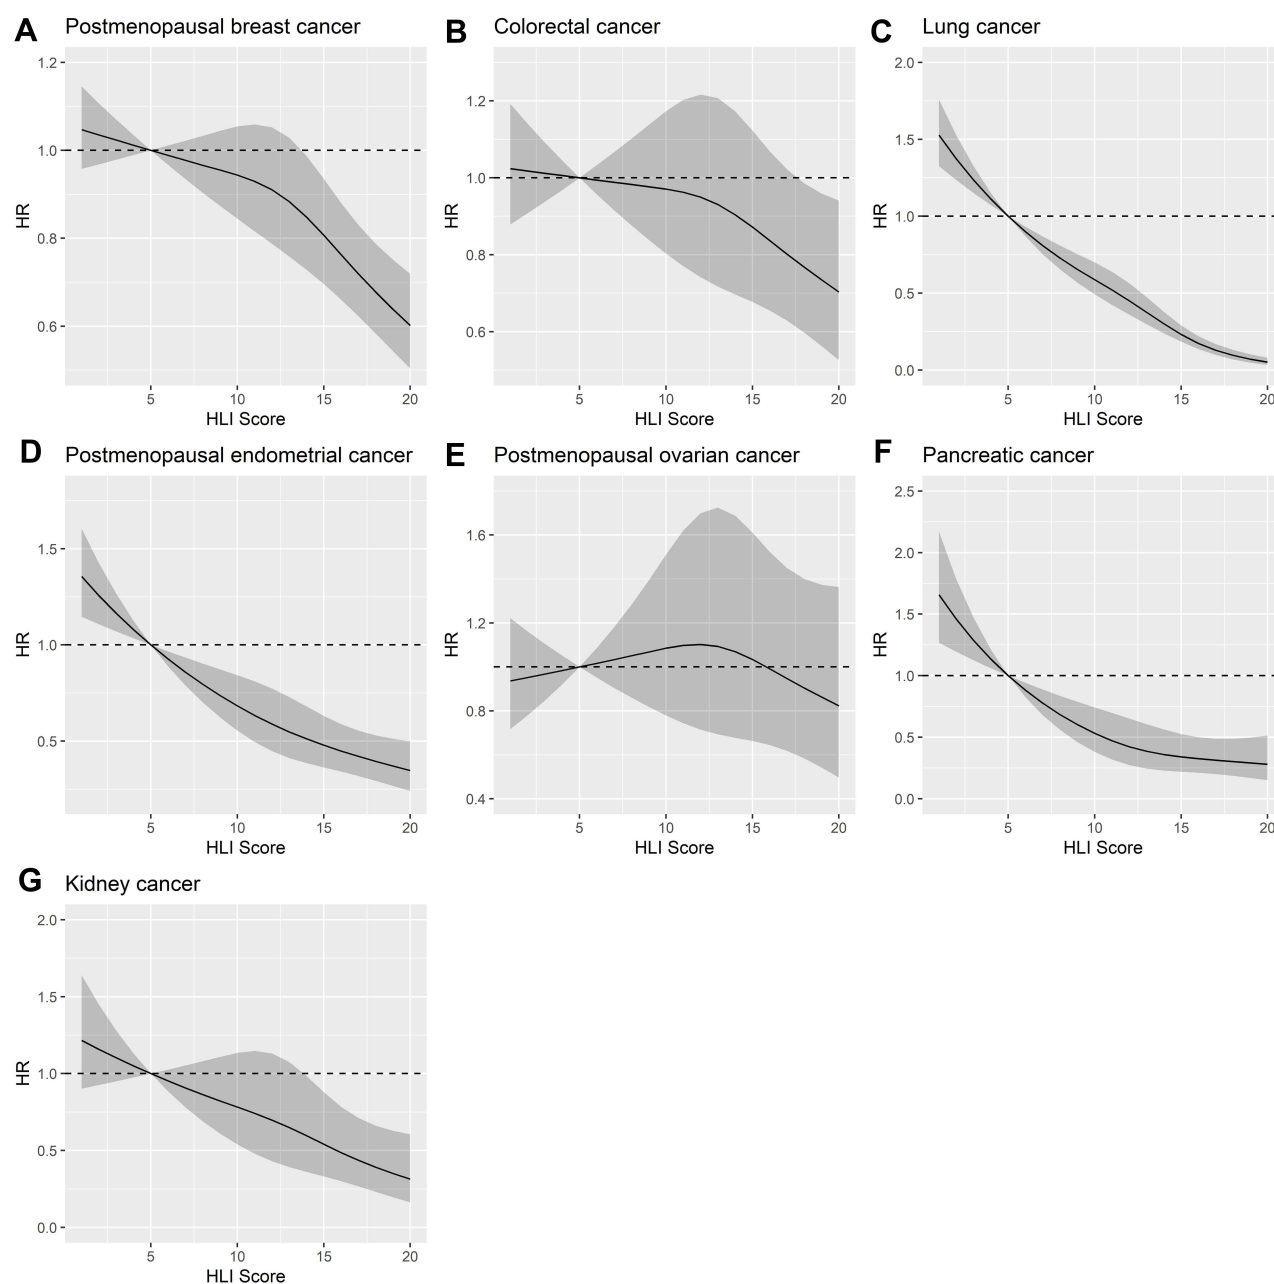 A Postmenopausal breast cancer
HR
1.2
1.0
0.8
0.6
5 10 15 20
HLI Score
B Colorectal cancer
HR
1.2
1.0
0.8
0.6
5 10 15 20
HLI Score
C Lung cancer
HR
2.0
1.5
1.0
0.5
0.0
5 10 15 20
HLI Score
D Postmenopausal endometrial cancer
HR
1.5
1.0
0.5
5 10 15 20
HLI Score
E Postmenopausal ovarian cancer
HR
1.6
1.2
0.8
0.4
5 10 15 20
HLI Score
F Pancreatic cancer
HR
2.5
2.0
1.5
1.0
0.5
0.0
5 10 15 20
HLI Score
G Kidney cancer
HR
2.0
1.5
1.0
0.5
0.0
5 10 15 20
HLI Score